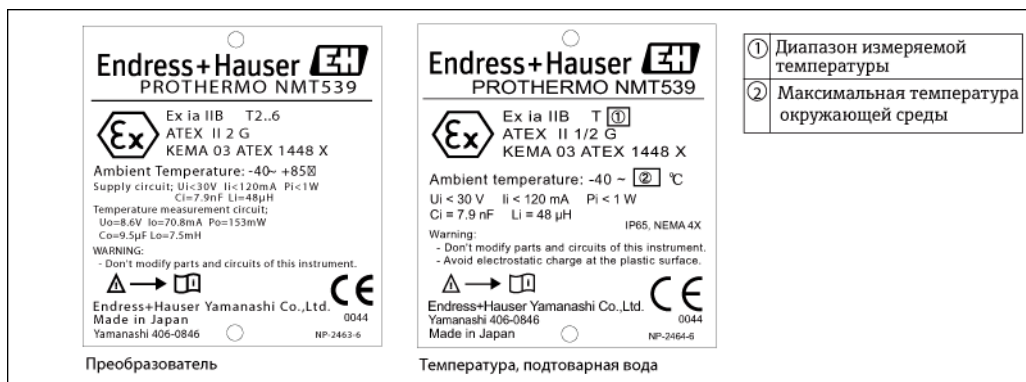 Endress+Hauser EH
PROTHERMO NMT539
Ex
Ex ia IIB T2..6
ATEX II 2 G
KEMA 03 ATEX 1448 X
Ambient Temperature: -40~ +85
Supply circuit; Ui<30V Ii<120mA Pi<1W
Ci=7.9nF Li=48µH
Temperature measurement circuit;
Uo=8.6V Io=70.8mA Po=153mW
Co=9.5µF Lo=7.5mH
WARNING:
- Don't modify parts and circuits of this instrument.
CE
Endress+Hauser Yamanashi Co.,Ltd.
Made in Japan 0044
Yamanashi 406-0846 NP-2463-6
Преобразователь
Endress+Hauser EH
PROTHERMO NMT539
Ex
Ex ia IIB T ①
ATEX II 1/2 G
KEMA 03 ATEX 1448 X
Ambient temperature: -40 ~ ② ℃
Ui < 30 V Ii < 120 mA Pi < 1 W
Ci = 7.9 nF Li = 48 µH
IP65, NEMA 4X
Warning:
- Don't modify parts and circuits of this instrument.
- Avoid electrostatic charge at the plastic surface.
CE
Endress+Hauser Yamanashi Co.,Ltd.
Yamanashi 406-0846 0044
Made in Japan NP-2464-6
Температура, подтоварная вода
① Диапазон измеряемой
температуры
② Максимальная температура
окружающей среды